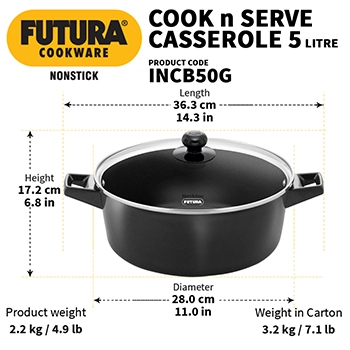 FUTURA®
COOKWARE
NONSTICK
COOK n SERVE
CASSEROLE 5 LITRE
PRODUCT CODE
INCB50G
Length
36.3 cm
14.3 in
Height
17.2 cm
6.8 in
FUTURA
Diameter
28.0 cm
11.0 in
Product weight
2.2 kg / 4.9 lb
Weight in Carton
3.2 kg / 7.1 lb